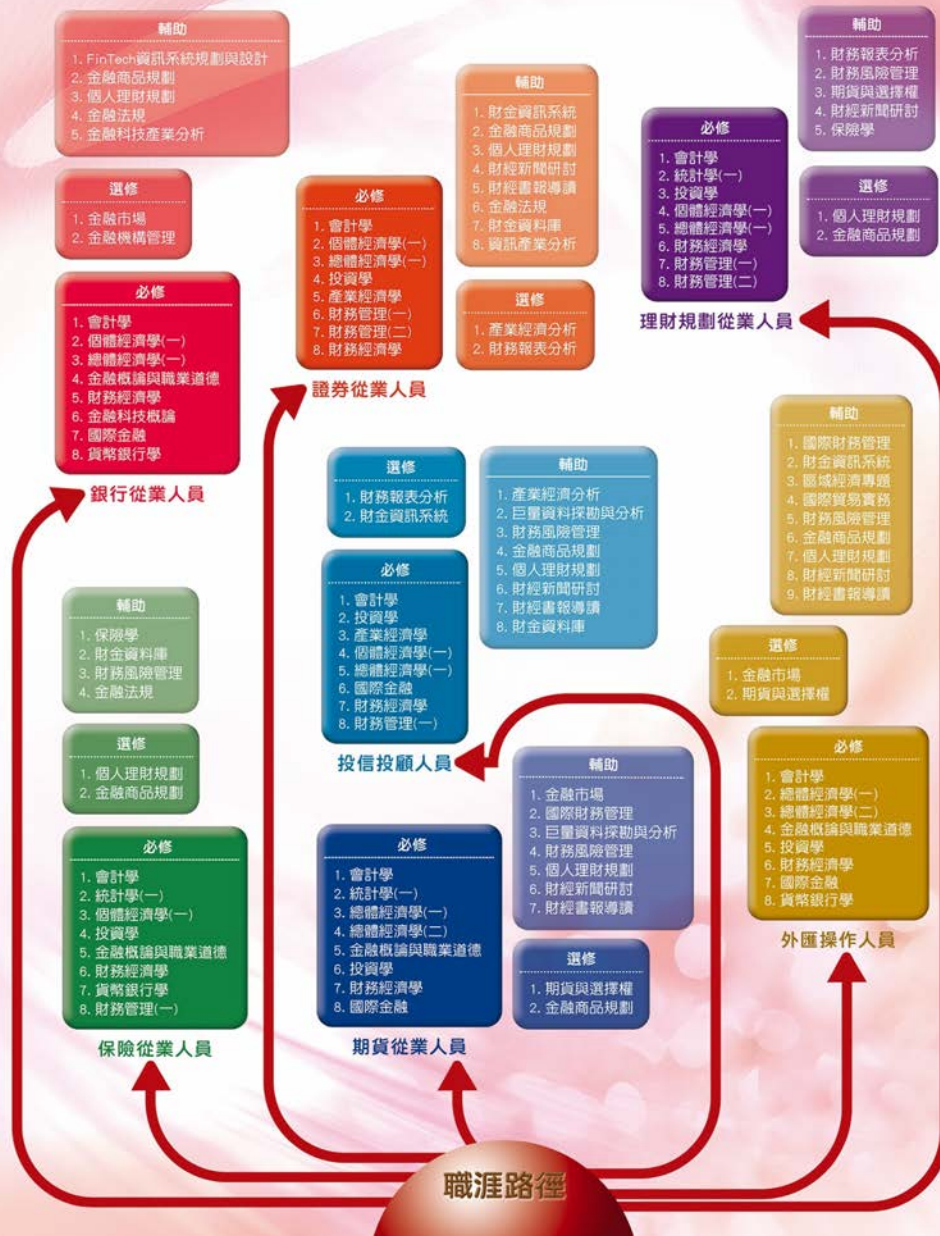 輔助
1. FinTech資訊系統規劃與設計
2. 金融商品規劃
3. 個人理財規劃
4. 金融法規
5. 金融科技產業分析
選修
1. 金融市場
2. 金融機構管理
必修
1. 會計學
2. 個體經濟學(一)
3. 總體經濟學(一)
4. 金融概論與職業道德
5. 財務經濟學
6. 金融科技概論
7. 國際金融
8. 貨幣銀行學
銀行從業人員
輔助
1. 財金資訊系統
2. 金融商品規劃
3. 個人理財規劃
4. 財經新聞研討
5. 財經書報導讀
6. 金融法規
7. 財金資料庫
8. 資訊產業分析
選修
1. 產業經濟分析
2. 財務報表分析
必修
1. 會計學
2. 個體經濟學(一)
3. 總體經濟學(一)
4. 投資學
5. 產業經濟學
6. 財務管理(一)
7. 財務管理(二)
8. 財務經濟學
證券從業人員
輔助
1. 財務報表分析
2. 財務風險管理
3. 期貨與選擇權
4. 財經新聞研討
5. 保險學
選修
1. 個人理財規劃
2. 金融商品規劃
必修
1. 會計學
2. 統計學(一)
3. 投資學
4. 個體經濟學(一)
5. 總體經濟學(一)
6. 財務經濟學
7. 財務管理(一)
8. 財務管理(二)
理財規劃從業人員
選修
1. 財務報表分析
2. 財金資訊系統
輔助
1. 產業經濟分析
2. 巨量資料探勘與分析
3. 財務風險管理
4. 金融商品規劃
5. 個人理財規劃
6. 財經新聞研討
7. 財經書報導讀
8. 財金資料庫
必修
1. 會計學
2. 投資學
3. 產業經濟學
4. 個體經濟學(一)
5. 總體經濟學(一)
6. 國際金融
7. 財務經濟學
8. 財務管理(一)
投信投顧人員
輔助
1. 國際財務管理
2. 財金資訊系統
3. 區域經濟專題
4. 國際貿易實務
5. 財務風險管理
6. 金融商品規劃
7. 個人理財規劃
8. 財經新聞研討
9. 財經書報導讀
選修
1. 金融市場
2. 期貨與選擇權
必修
1. 會計學
2. 總體經濟學(一)
3. 總體經濟學(二)
4. 金融概論與職業道德
5. 投資學
6. 財務經濟學
7. 國際金融
8. 貨幣銀行學
外匯操作人員
輔助
1. 保險學
2. 財金資料庫
3. 財務風險管理
4. 金融法規
選修
1. 個人理財規劃
2. 金融商品規劃
必修
1. 會計學
2. 統計學(一)
3. 個體經濟學(一)
4. 投資學
5. 金融概論與職業道德
6. 財務經濟學
7. 貨幣銀行學
8. 財務管理(一)
保險從業人員
輔助
1. 金融市場
2. 國際財務管理
3. 巨量資料探勘與分析
4. 財務風險管理
5. 個人理財規劃
6. 財經新聞研討
7. 財經書報導讀
選修
1. 期貨與選擇權
2. 金融商品規劃
必修
1. 會計學
2. 統計學(一)
3. 總體經濟學(一)
4. 總體經濟學(二)
5. 金融概論與職業道德
6. 投資學
7. 財務經濟學
8. 國際金融
期貨從業人員
職涯路徑